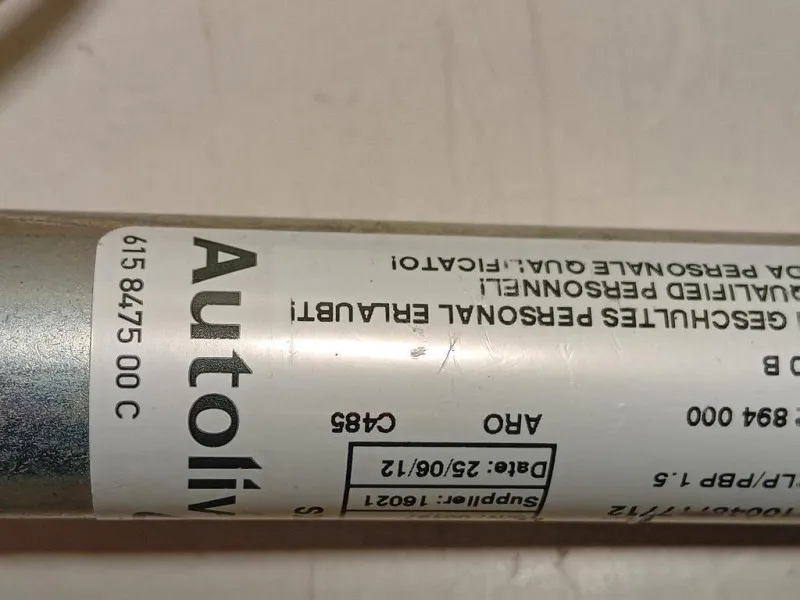 615 8475 00 C
Autoliv
LP/PBP 1.5
894 000
B
Supplier: 16021
Date: 25/06/12
ARO C485
GESCHULTES PERSONAL ERLAUBT!
QUALIFIED PERSONNEL!
DA PERSONALE QUALIFICATO!